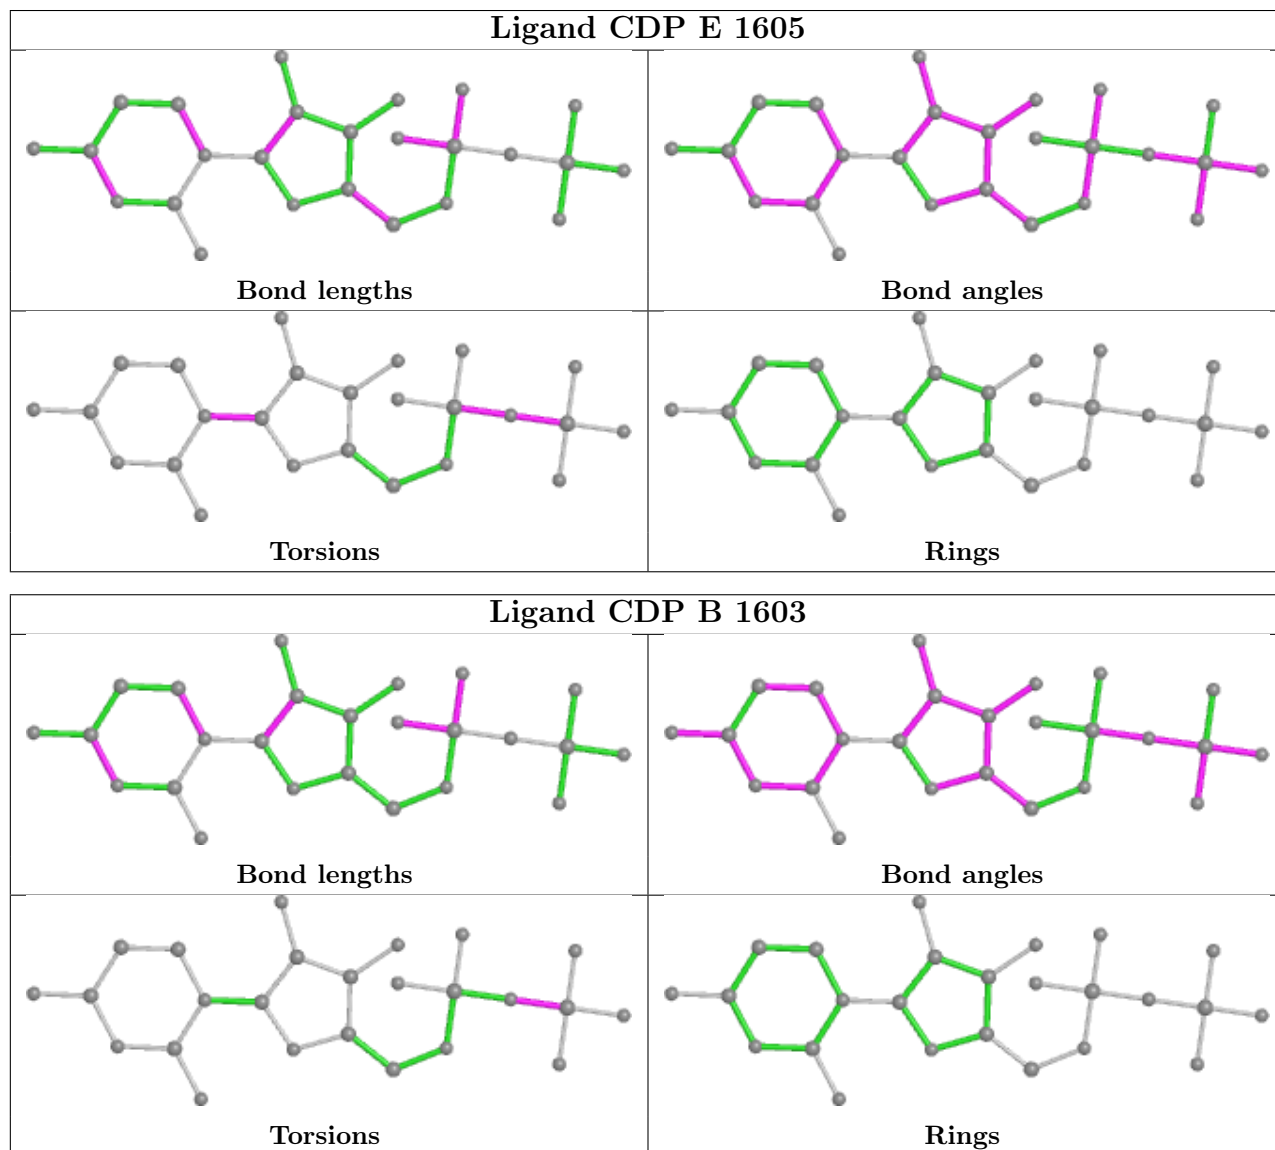 Ligand CDP E 1605
Bond lengths
Bond angles
Torsions
Rings
Ligand CDP B 1603
Bond lengths
Bond angles
Torsions
Rings